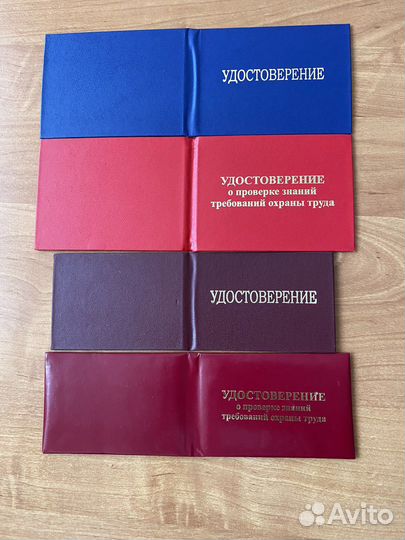 УДОСТОВЕРЕНИЕ
УДОСТОВЕРЕНИЕ
о проверке знаний
требований охраны труда
УДОСТОВЕРЕНИЕ
УДОСТОВЕРЕНИЕ
о проверке знаний
требований охраны труда
Avito